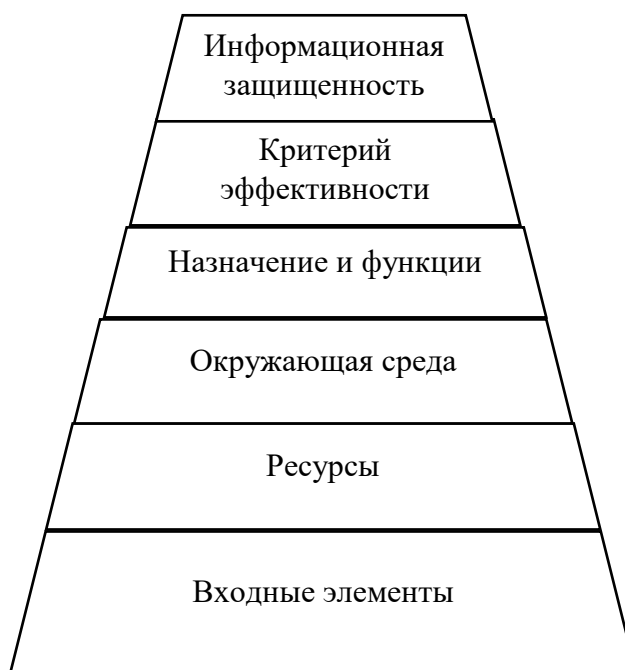 Информационная
защищенность
Критерий
эффективности
Назначение и функции
Окружающая среда
Ресурсы
Входные элементы